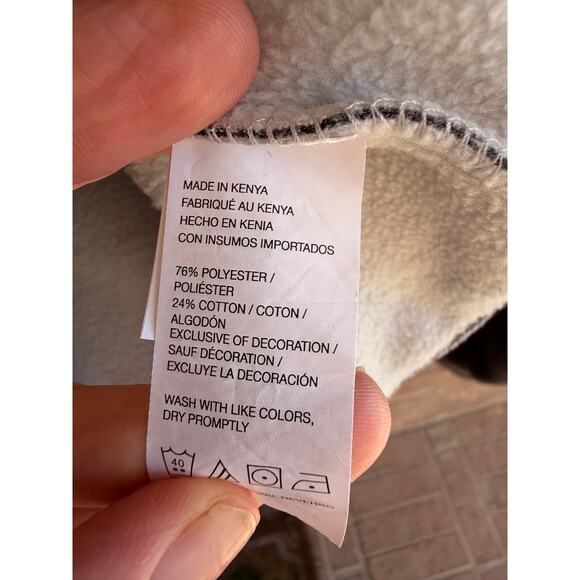 MADE IN KENYA
FABRIQUÉ AU KENYA
HECHO EN KENIA
CON INSUMOS IMPORTADOS
76% POLYESTER /
POLIÉSTER
24% COTTON / COTON /
ALGODÓN
EXCLUSIVE OF DECORATION /
SAUF DÉCORATION /
EXCLUYE LA DECORACIÓN
WASH WITH LIKE COLORS,
DRY PROMPTLY
40
REVERSO